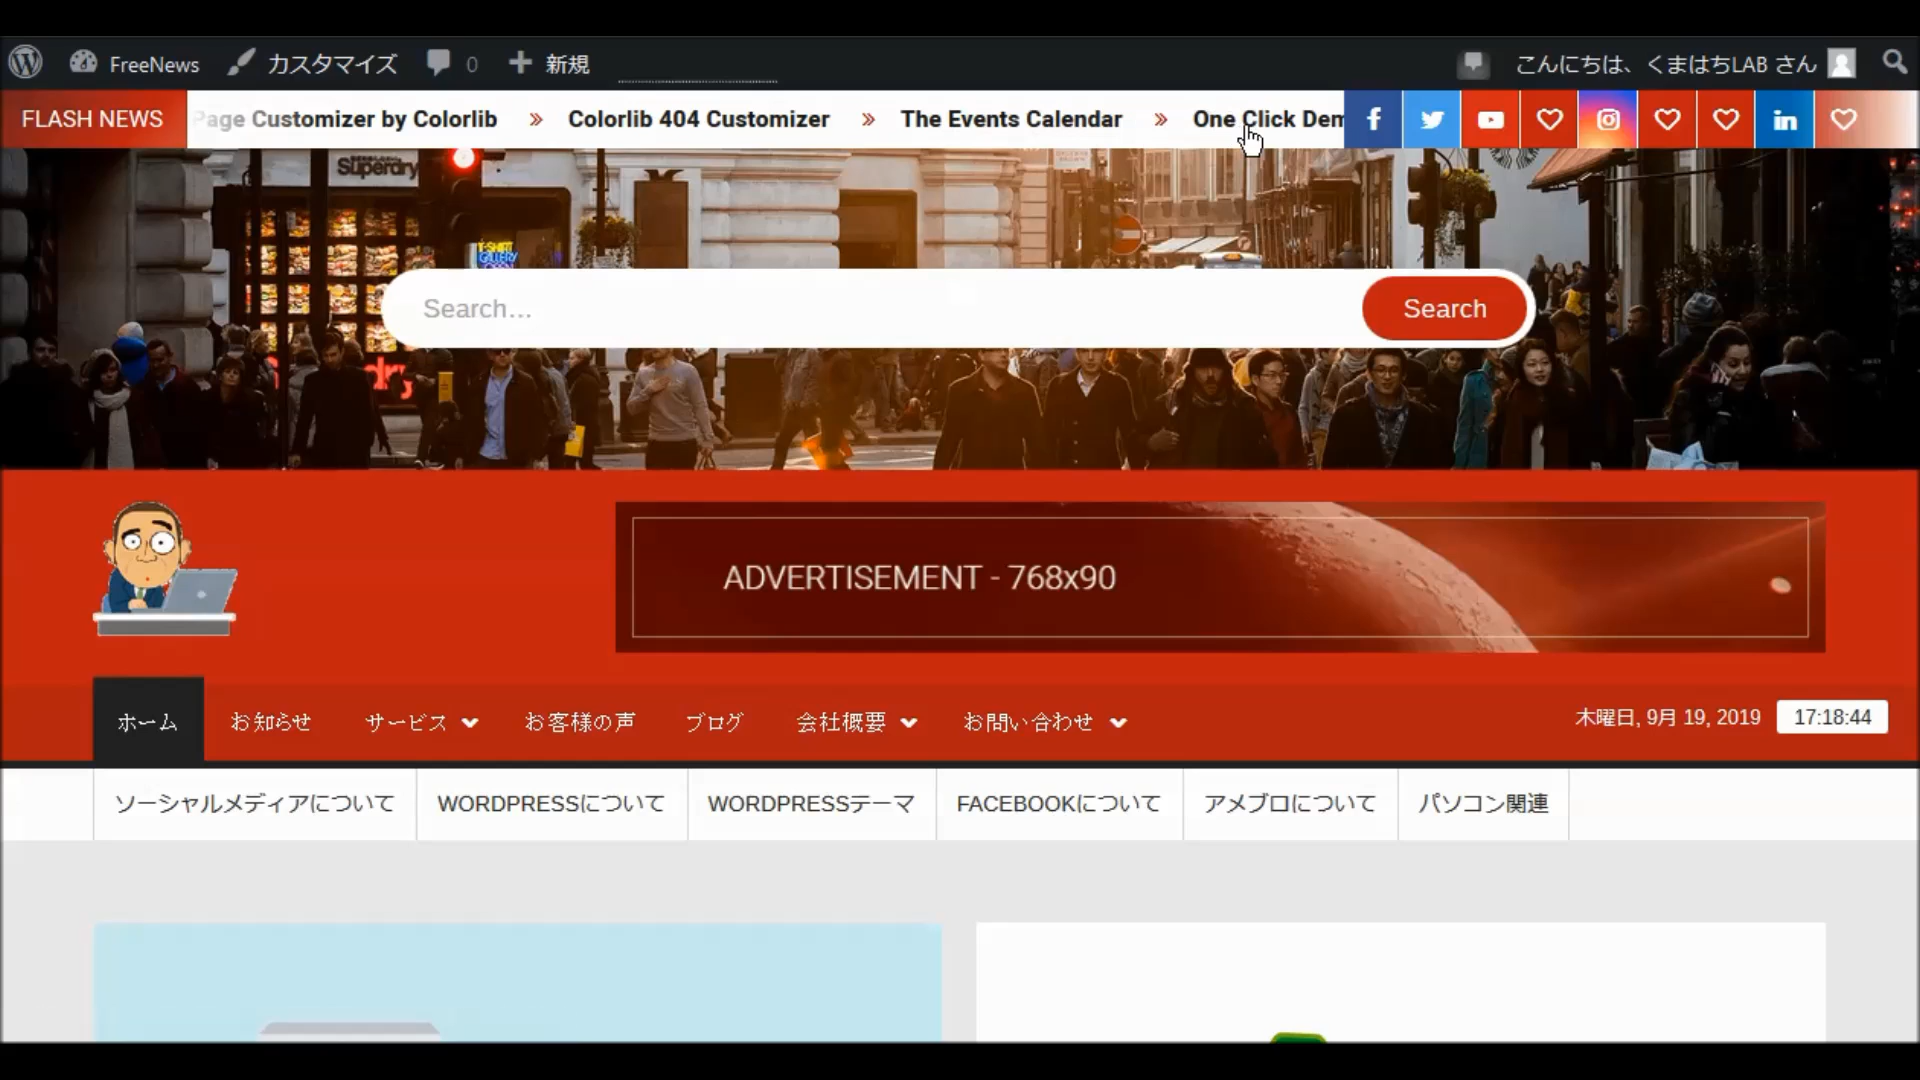 FreeNews カスタマイズ 0 新規 こんにちは、くまはちLAB さん
FLASH NEWS Page Customizer by Colorlib » Colorlib 404 Customizer » The Events Calendar » One Click Dem
Superdry
T-SHIRT
GALLERY
OPEN
Search... Search
dry
ADVERTISEMENT - 768x90
ホーム お知らせ サービス お客様の声 ブログ 会社概要 お問い合わせ 木曜日, 9月 19, 2019 17:18:44
ソーシャルメディアについて WORDPRESSについて WORDPRESSテーマ FACEBOOKについて アメブロについて パソコン関連